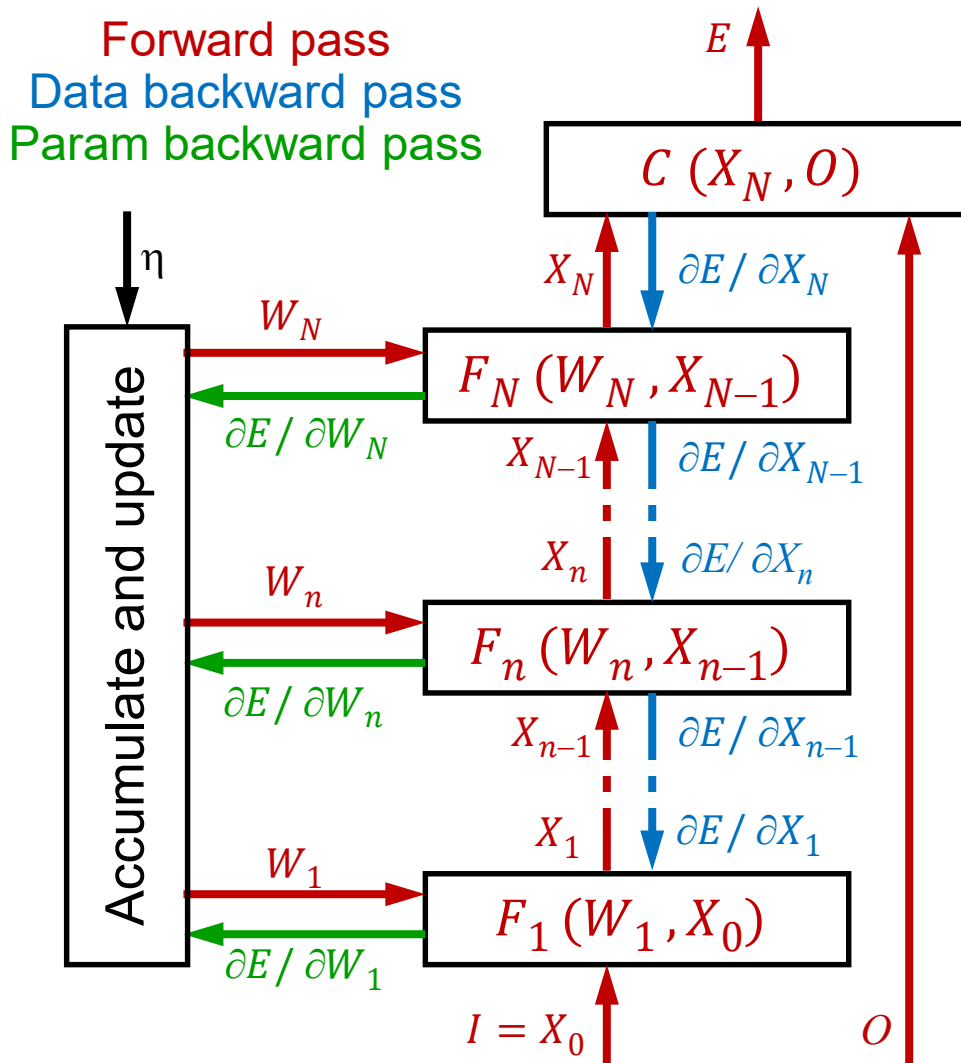 Forward pass
Data backward pass
Param backward pass
E
C (X_N , O)
η
X_N
∂E / ∂X_N
W_N
F_N (W_N , X_{N−1})
∂E / ∂W_N
X_{N−1}
∂E / ∂X_{N−1}
Accumulate and update
X_n
∂E / ∂X_n
W_n
F_n (W_n , X_{n−1})
∂E / ∂W_n
X_{n−1}
∂E / ∂X_{n−1}
X_1
∂E / ∂X_1
W_1
F_1 (W_1 , X_0)
∂E / ∂W_1
I = X_0
O